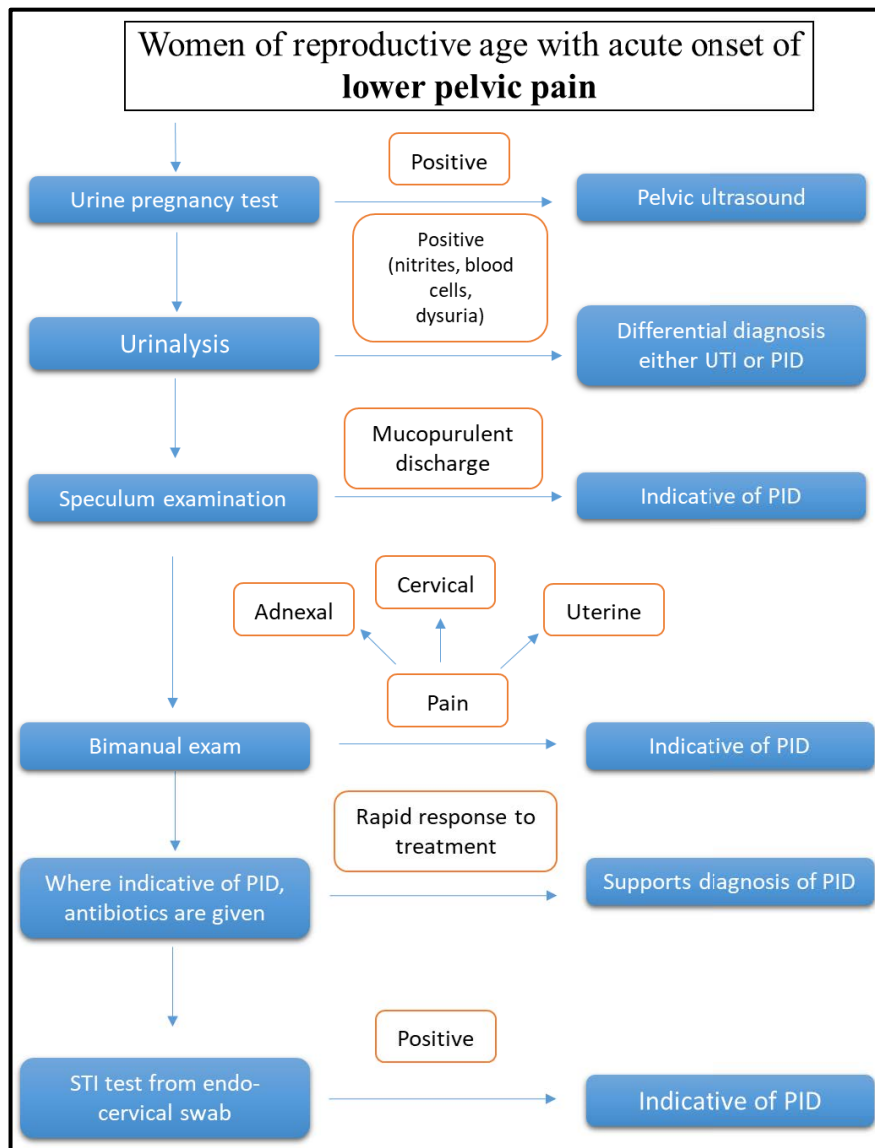 Women of reproductive age with acute onset of
lower pelvic pain
Positive
Urine pregnancy test
Pelvic ultrasound
Positive
(nitrites, blood
cells,
dysuria)
Urinalysis
Differential diagnosis
either UTI or PID
Mucopurulent
discharge
Speculum examination
Indicative of PID
Adnexal
Cervical
Uterine
Pain
Bimanual exam
Indicative of PID
Rapid response to
treatment
Where indicative of PID,
antibiotics are given
Supports diagnosis of PID
Positive
STI test from endo-
cervical swab
Indicative of PID